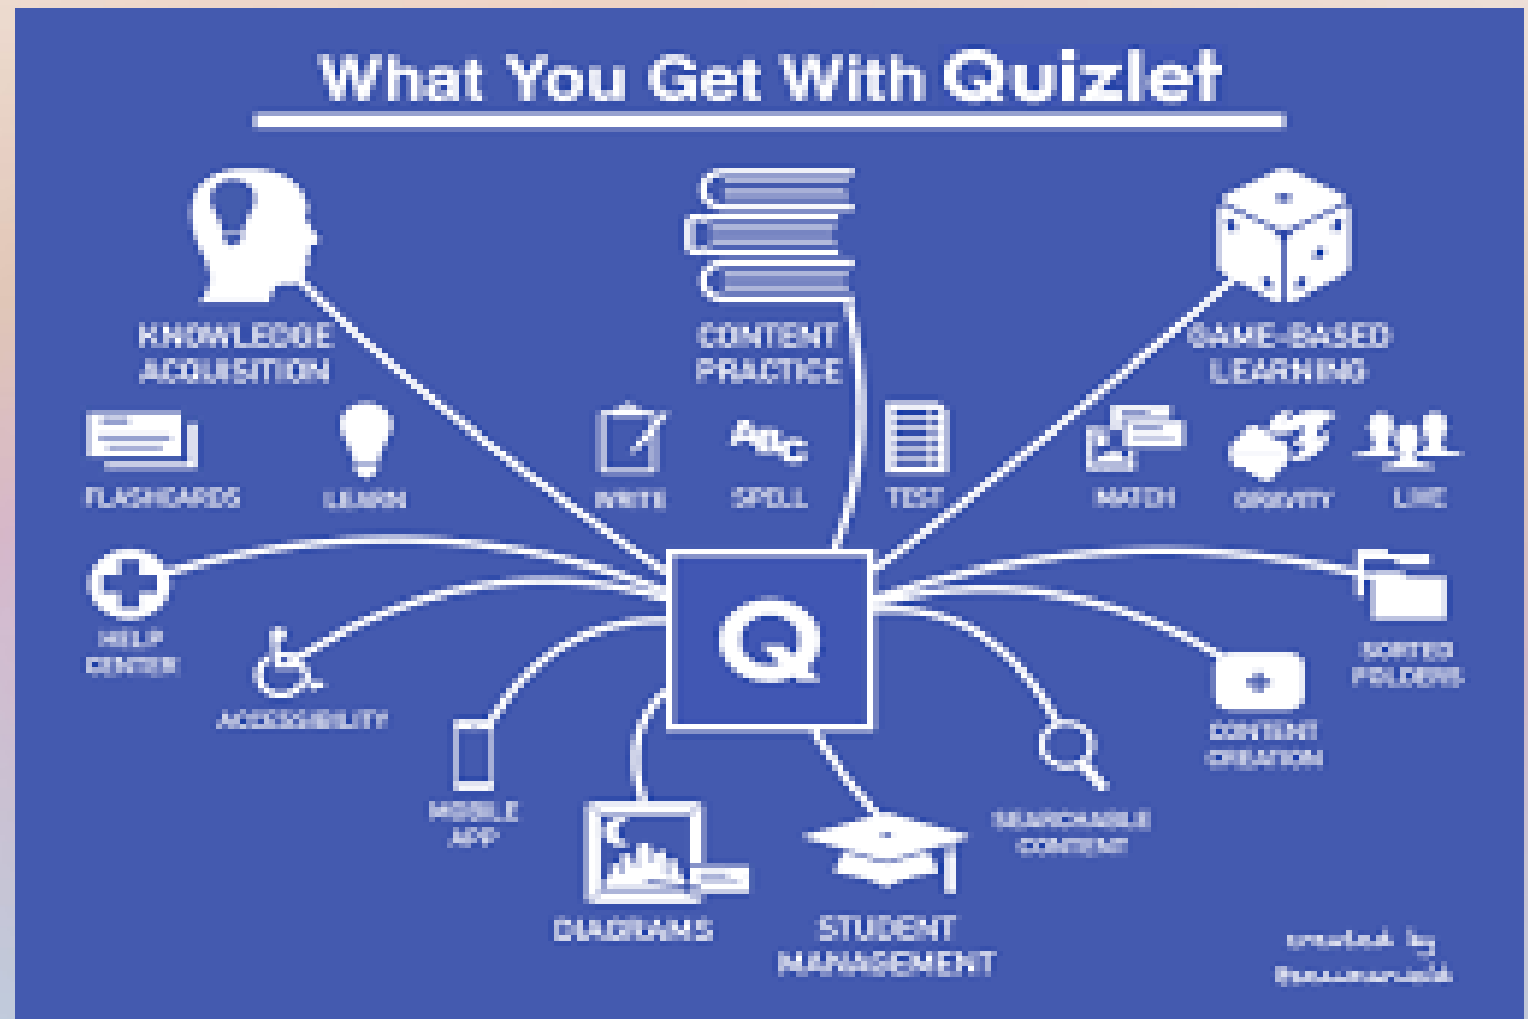 What You Get With Quizlet
KNOWLEDGE
ACQUISITION
CONTENT
PRACTICE
GAME-BASED
LEARNING
FLASHCARDS
LEARN
WRITE
ABC
SPELL
TEST
MATCH
GRAVITY
LIVE
Q
HELP
CENTER
ACCESSIBILITY
MOBILE
APP
DIAGRAMS
STUDENT
MANAGEMENT
SEARCHABLE
CONTENT
CONTENT
CREATION
SORTED
FOLDERS
created by